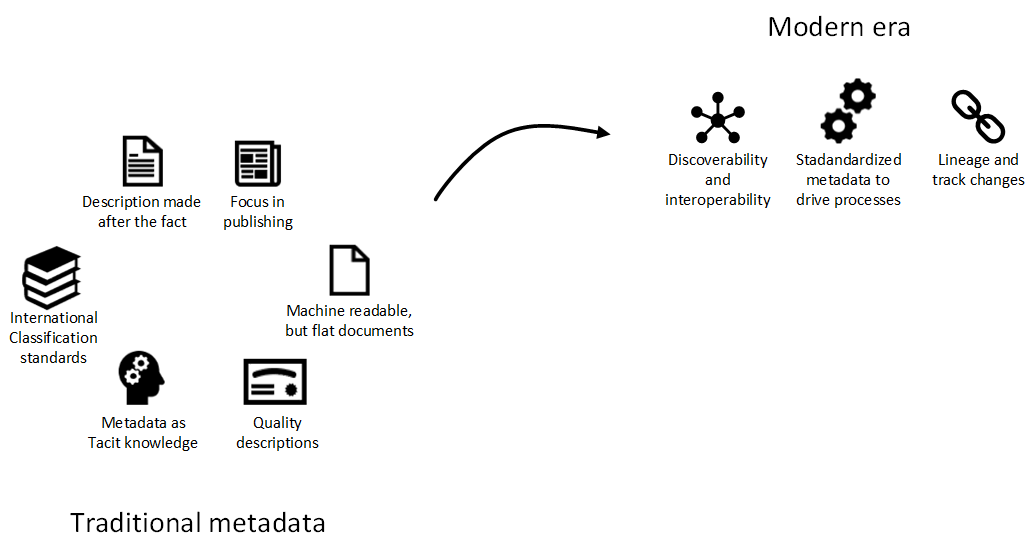 Modern era
Discoverability
and
interoperability
Stadandardized
metadata to
drive processes
Lineage and
track changes
Description made
after the fact
Focus in
publishing
International
Classification
standards
Machine readable,
but flat documents
Metadata as
Tacit knowledge
Quality
descriptions
Traditional metadata